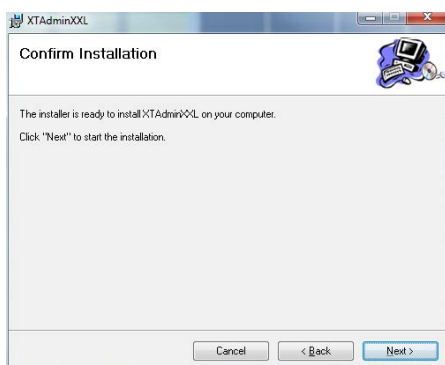 XTAdminXXL
Confirm Installation
The installer is ready to install XTAdminXXL on your computer.
Click "Next" to start the installation.
Cancel
< Back
Next >